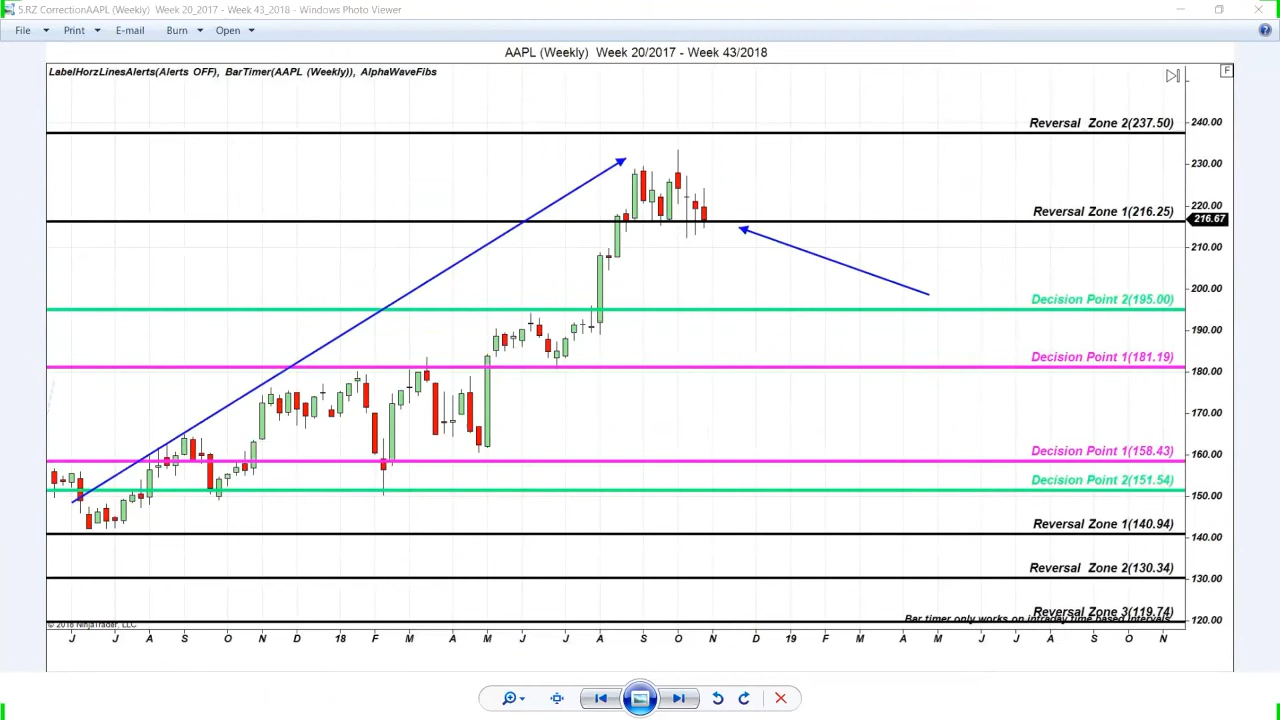 5.RZ CorrectionAAPL (Weekly)  Week 20_2017 - Week 43_2018 - Windows Photo Viewer
File Print E-mail Burn Open
AAPL (Weekly)  Week 20/2017 - Week 43/2018
LabelHorzLinesAlerts(Alerts OFF), BarTimer(AAPL (Weekly)), AlphaWaveFibs
F
Reversal Zone 2(237.50)
240.00
230.00
Reversal Zone 1(216.25)
220.00
216.67
210.00
200.00
Decision Point 2(195.00)
190.00
Decision Point 1(181.19)
180.00
170.00
160.00
Decision Point 1(158.43)
Decision Point 2(151.54)
150.00
Reversal Zone 1(140.94)
140.00
Reversal Zone 2(130.34)
130.00
Reversal Zone 3(119.74)
Bar timer only works on intraday time based intervals
120.00
© 2018 NinjaTrader, LLC
J J A S O N D 18 F M A M J J A S O N D 19 F M A M J J A S O N